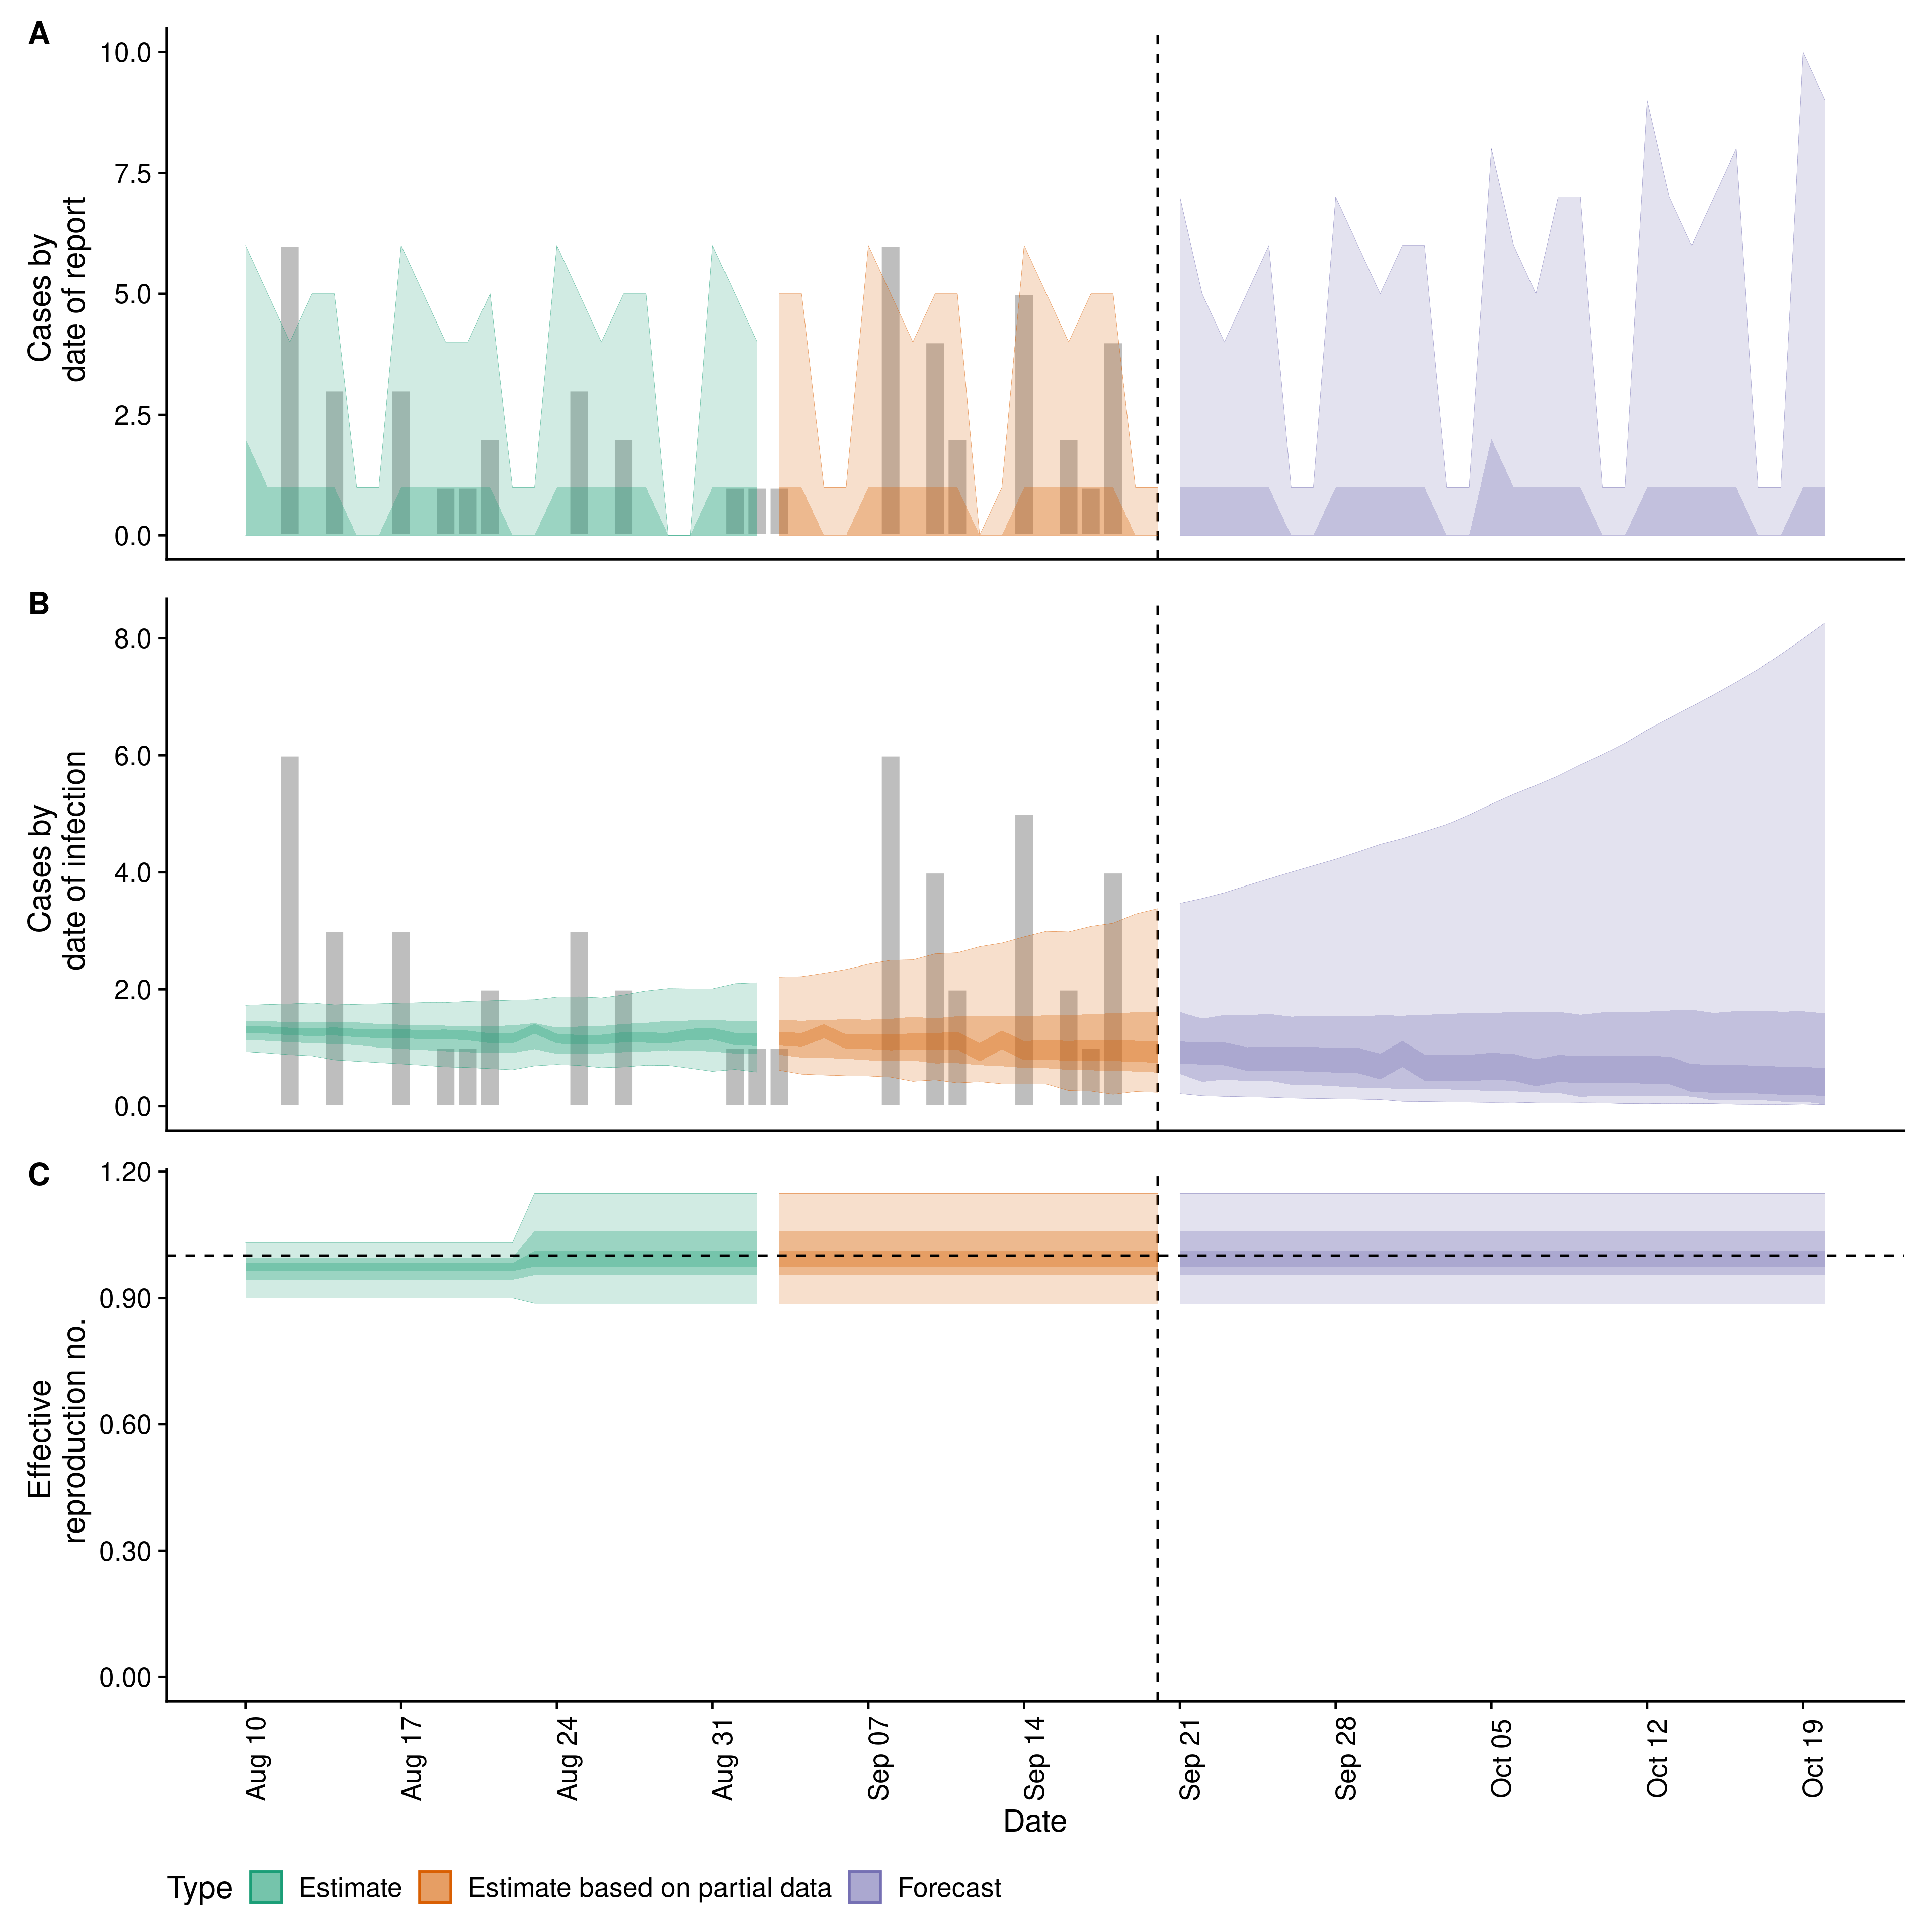 A
Cases by
date of report
10.0
7.5
5.0
2.5
0.0
B
Cases by
date of infection
8.0
6.0
4.0
2.0
0.0
C
Effective
reproduction no.
1.20
0.90
0.60
0.30
0.00
Aug 10
Aug 17
Aug 24
Aug 31
Sep 07
Sep 14
Sep 21
Sep 28
Oct 05
Oct 12
Oct 19
Date
Type Estimate Estimate based on partial data Forecast